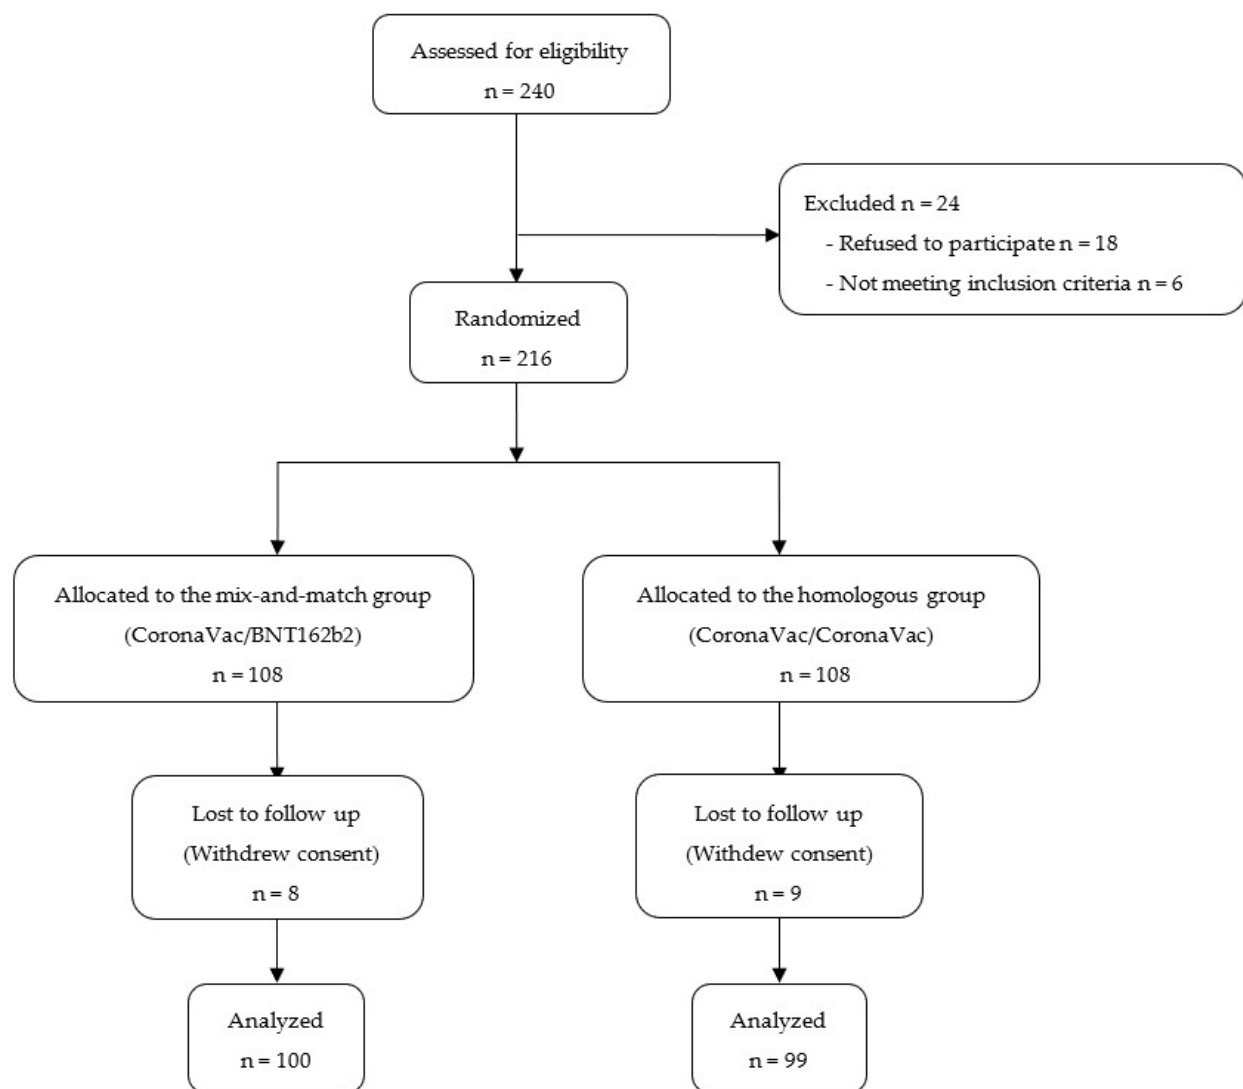 Assessed for eligibility
n = 240
Excluded n = 24
- Refused to participate n = 18
- Not meeting inclusion criteria n = 6
Randomized
n = 216
Allocated to the mix-and-match group
(CoronaVac/BNT162b2)
n = 108
Allocated to the homologous group
(CoronaVac/CoronaVac)
n = 108
Lost to follow up
(Withdrew consent)
n = 8
Lost to follow up
(Withdew consent)
n = 9
Analyzed
n = 100
Analyzed
n = 99